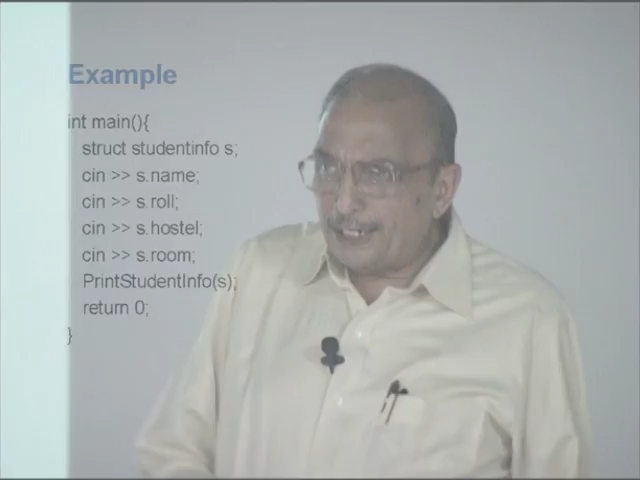 Example
int main(){
struct studentinfo s;
cin >> s.name;
cin >> s.roll;
cin >> s.hostel;
cin >> s.room;
PrintStudentInfo(s);
return 0;
}